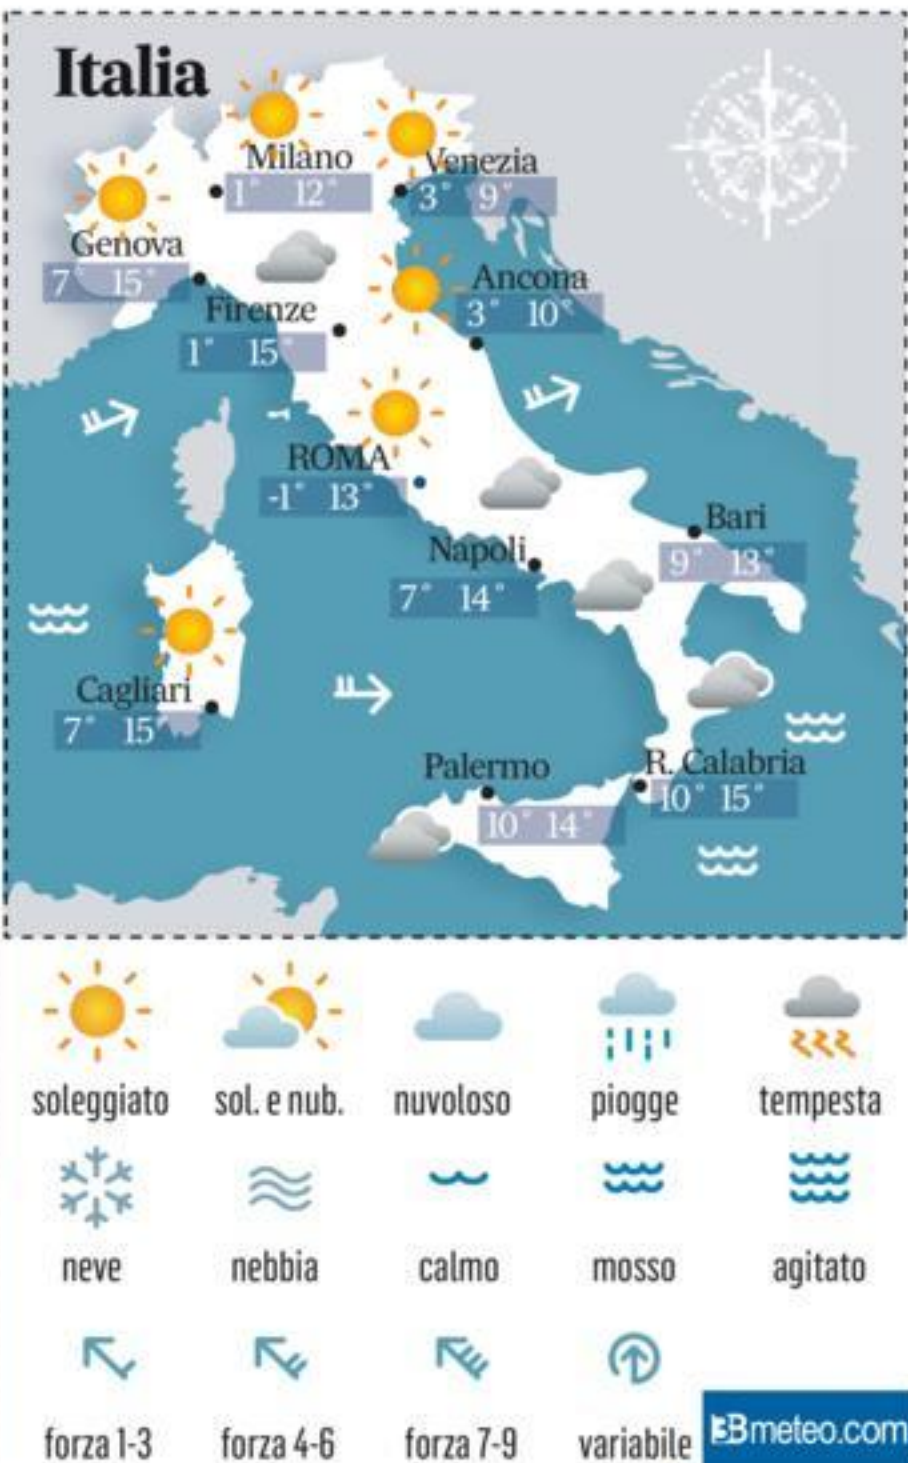 Italia
Milano
1° 12°
Venezia
3° 9°
Genova
7° 15°
Ancona
3° 10°
Firenze
1° 15°
ROMA
-1° 13°
Bari
9° 13°
Napoli
7° 14°
Cagliari
7° 15°
Palermo
10° 14°
R. Calabria
10° 15°
soleggiato sol. e nub. nuvoloso piogge tempesta
neve nebbia calmo mosso agitato
forza 1-3 forza 4-6 forza 7-9 variabile
3Bmeteo.com